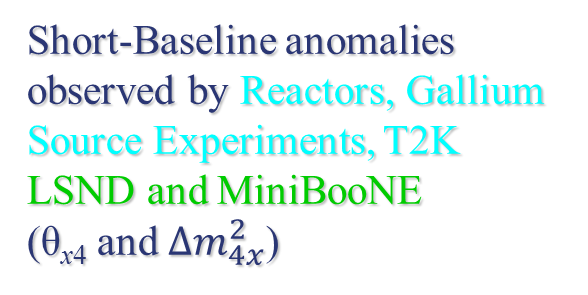 Short-Baseline anomalies
observed by Reactors, Gallium
Source Experiments, T2K
LSND and MiniBooNE
(θₓ₄ and Δm²₄ₓ)